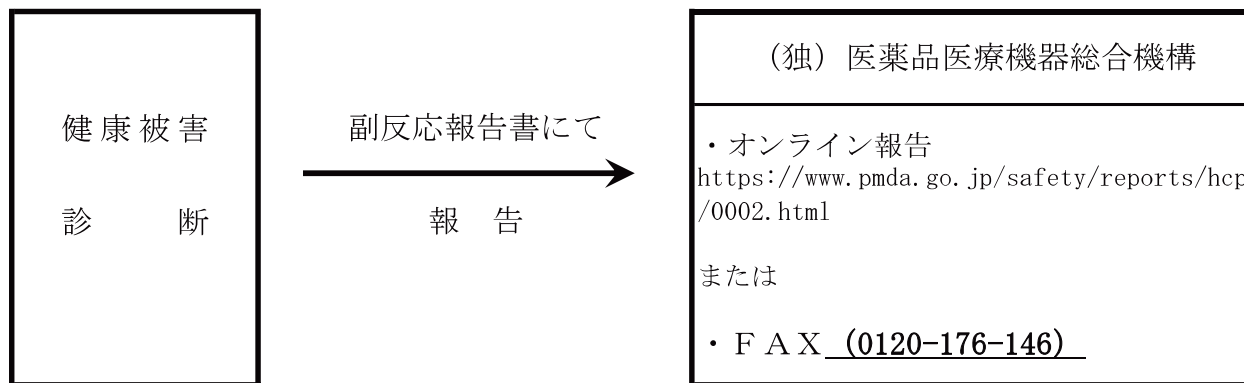 健康被害
診断
副反応報告書にて
報告
（独）医薬品医療機器総合機構
・オンライン報告
https://www.pmda.go.jp/safety/reports/hcp
/0002.html
または
・ＦＡＸ（0120-176-146）